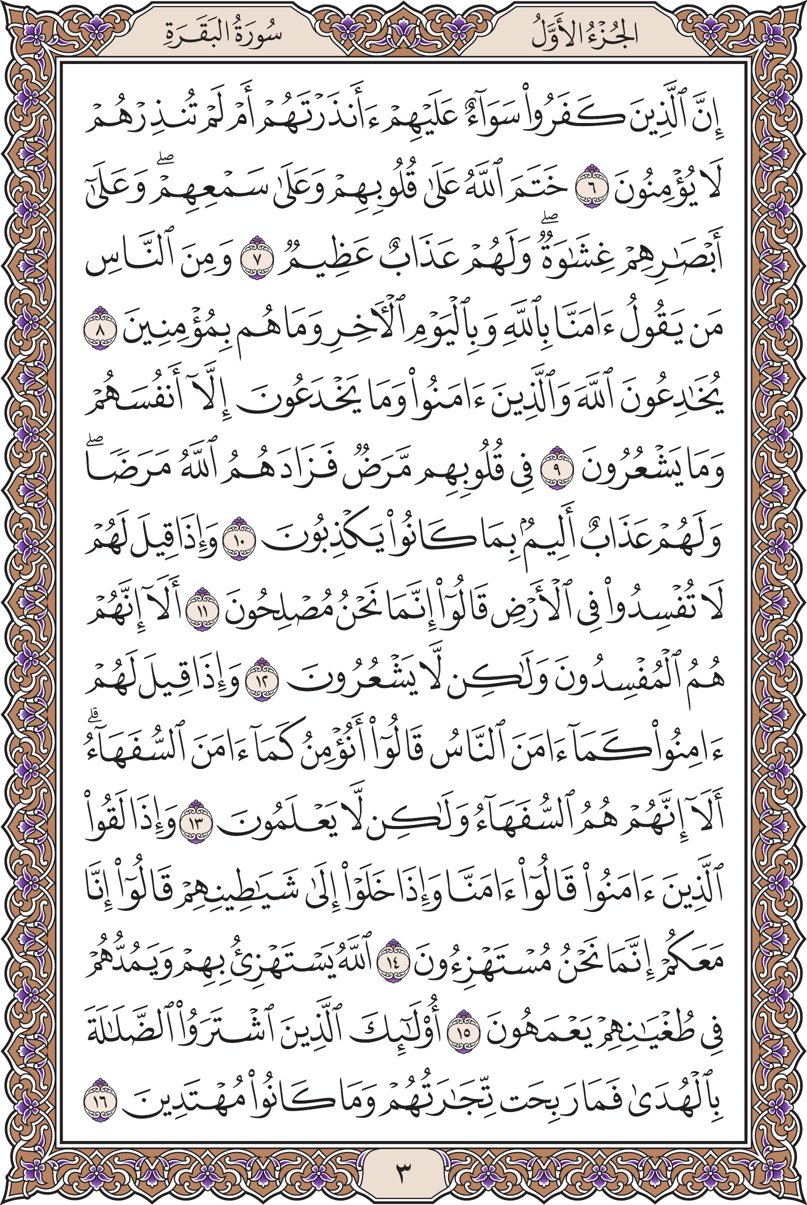 الجُزْءُ الأَوَّلُ
سُورَةُ البَقَرَةِ
إِنَّ ٱلَّذِينَ كَفَرُواْ سَوَآءٌ عَلَيْهِمْ ءَأَنذَرْتَهُمْ أَمْ لَمْ تُنذِرْهُمْ
لَا يُؤْمِنُونَ ٦ خَتَمَ ٱللَّهُ عَلَىٰ قُلُوبِهِمْ وَعَلَىٰ سَمْعِهِمْۖ وَعَلَىٰٓ
أَبْصَٰرِهِمْ غِشَٰوَةٌۖ وَلَهُمْ عَذَابٌ عَظِيمٌ ٧ وَمِنَ ٱلنَّاسِ
مَن يَقُولُ ءَامَنَّا بِٱللَّهِ وَبِٱلْيَوْمِ ٱلْأٓخِرِ وَمَا هُم بِمُؤْمِنِينَ ٨
يُخَٰدِعُونَ ٱللَّهَ وَٱلَّذِينَ ءَامَنُواْ وَمَا يَخْدَعُونَ إِلَّآ أَنفُسَهُمْ
وَمَا يَشْعُرُونَ ٩ فِي قُلُوبِهِم مَّرَضٌ فَزَادَهُمُ ٱللَّهُ مَرَضًاۖ
وَلَهُمْ عَذَابٌ أَلِيمُۢ بِمَا كَانُواْ يَكْذِبُونَ ١٠ وَإِذَا قِيلَ لَهُمْ
لَا تُفْسِدُواْ فِي ٱلْأَرْضِ قَالُوٓاْ إِنَّمَا نَحْنُ مُصْلِحُونَ ١١ أَلَآ إِنَّهُمْ
هُمُ ٱلْمُفْسِدُونَ وَلَٰكِن لَّا يَشْعُرُونَ ١٢ وَإِذَا قِيلَ لَهُمْ
ءَامِنُواْ كَمَآ ءَامَنَ ٱلنَّاسُ قَالُوٓاْ أَنُؤْمِنُ كَمَآ ءَامَنَ ٱلسُّفَهَآءُۗ
أَلَآ إِنَّهُمْ هُمُ ٱلسُّفَهَآءُ وَلَٰكِن لَّا يَعْلَمُونَ ١٣ وَإِذَا لَقُواْ
ٱلَّذِينَ ءَامَنُواْ قَالُوٓاْ ءَامَنَّا وَإِذَا خَلَوْاْ إِلَىٰ شَيَٰطِينِهِمْ قَالُوٓاْ إِنَّا
مَعَكُمْ إِنَّمَا نَحْنُ مُسْتَهْزِءُونَ ١٤ ٱللَّهُ يَسْتَهْزِئُ بِهِمْ وَيَمُدُّهُمْ
فِي طُغْيَٰنِهِمْ يَعْمَهُونَ ١٥ أُوْلَٰٓئِكَ ٱلَّذِينَ ٱشْتَرَوُاْ ٱلضَّلَٰلَةَ
بِٱلْهُدَىٰ فَمَا رَبِحَت تِّجَٰرَتُهُمْ وَمَا كَانُواْ مُهْتَدِينَ ١٦
٣